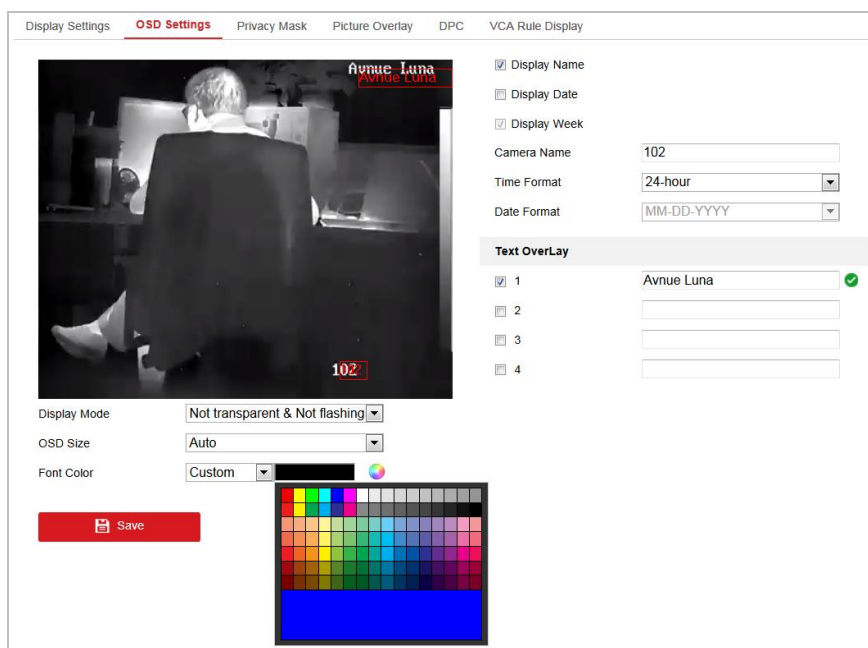 Display Settings OSD Settings Privacy Mask Picture Overlay DPC VCA Rule Display
Avnue Luna
Avnue Luna
102
102
Display Name
Display Date
Display Week
Camera Name 102
Time Format 24-hour
Date Format MM-DD-YYYY
Text OverLay
1 Avnue Luna
2
3
4
Display Mode Not transparent & Not flashing
OSD Size Auto
Font Color Custom
Save